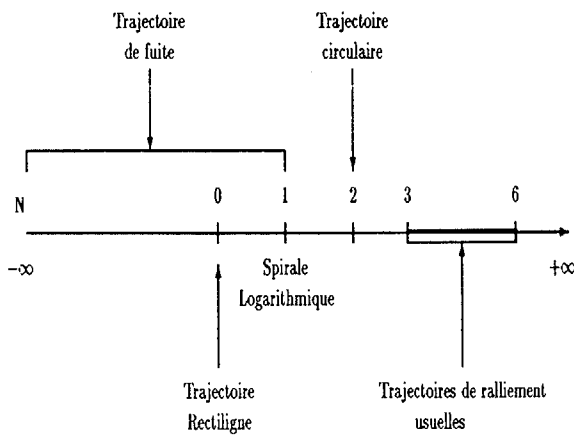 Trajectoire
de fuite
Trajectoire
circulaire
N
0
1
2
3
6
−∞
+∞
Spirale
Logarithmique
Trajectoire
Rectiligne
Trajectoires de ralliement
usuelles